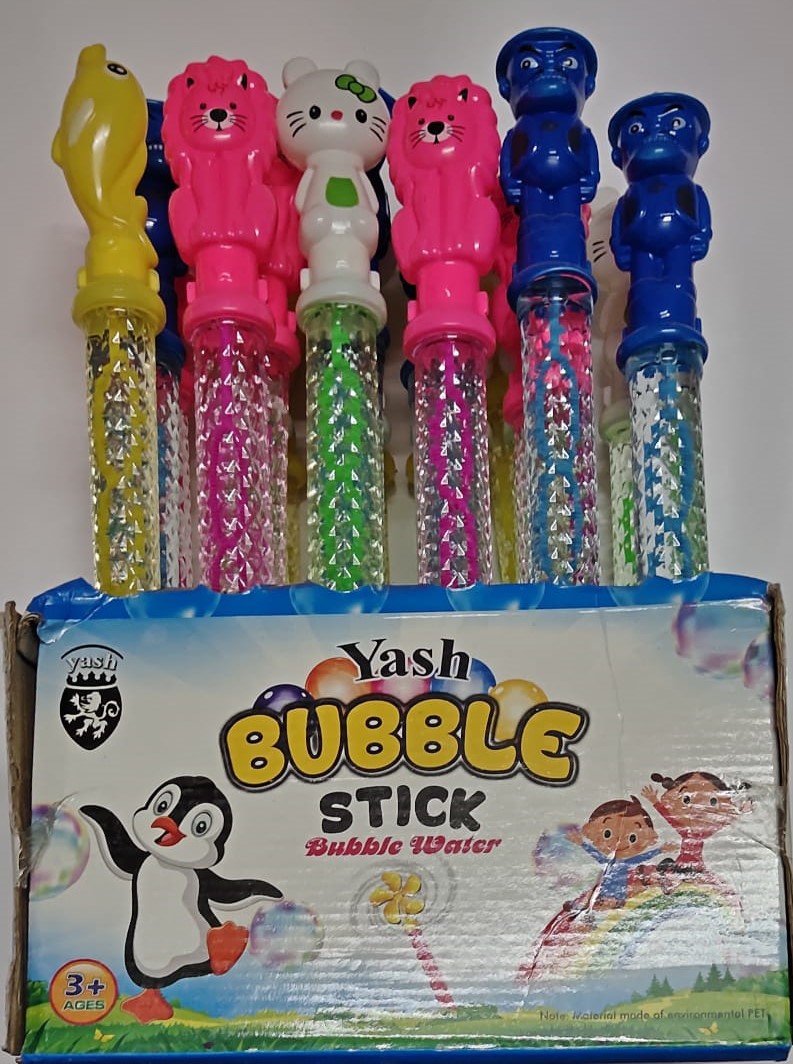 yash
Yash
BUBBLE
STICK
Bubble Water
3+
AGES
Note: Material made of environmental PET